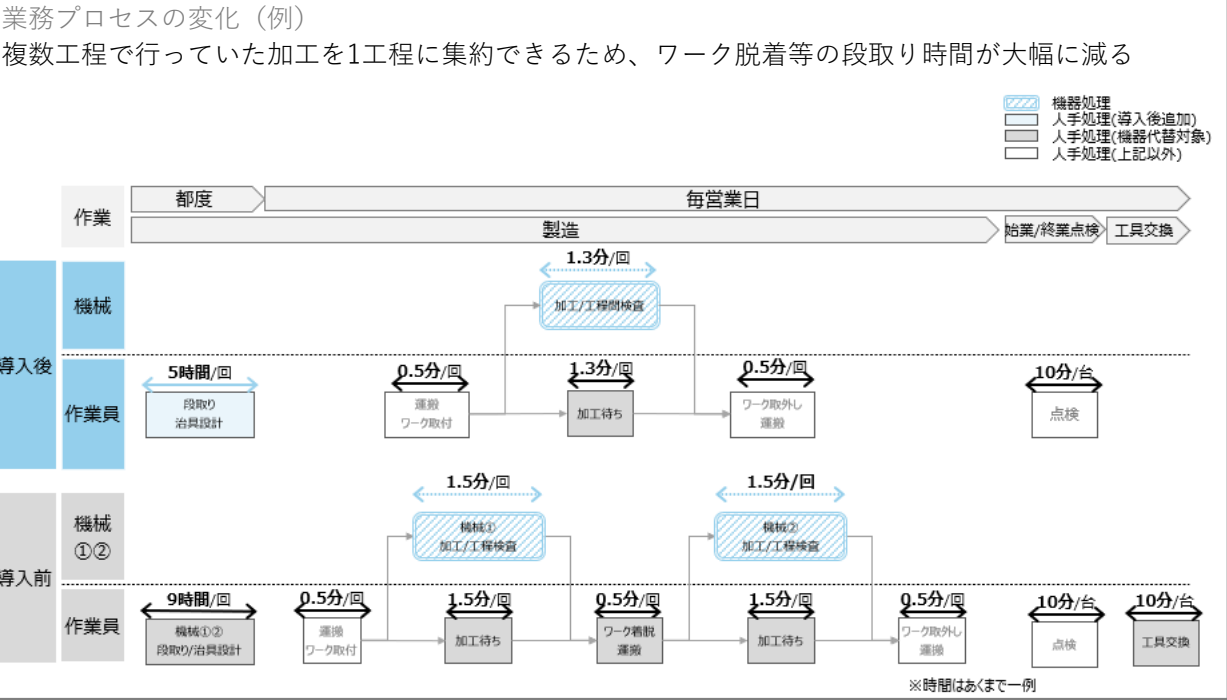 業務プロセスの変化（例）
複数工程で行っていた加工を1工程に集約できるため、ワーク脱着等の段取り時間が大幅に減る
機器処理
人手処理(導入後追加)
人手処理(機器代替対象)
人手処理(上記以外)
作業
都度
毎営業日
製造
始業/終業点検
工具交換
導入後
機械
1.3分/回
加工/工程間検査
作業員
5時間/回
段取り
治具設計
0.5分/回
運搬
ワーク取付
1.3分/回
加工待ち
0.5分/回
ワーク取外し
運搬
10分/台
点検
導入前
機械
①②
1.5分/回
機械①
加工/工程検査
1.5分/回
機械②
加工/工程検査
作業員
9時間/回
機械①②
段取り/治具設計
0.5分/回
運搬
ワーク取付
1.5分/回
加工待ち
0.5分/回
ワーク着脱
運搬
1.5分/回
加工待ち
0.5分/回
ワーク取外し
運搬
10分/台
点検
10分/台
工具交換
※時間はあくまで一例